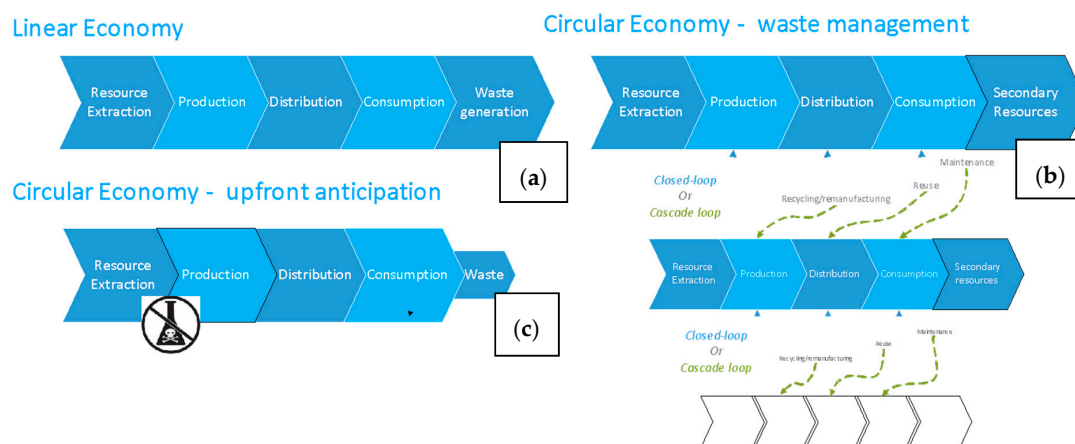 Linear Economy
Resource
Extraction
Production
Distribution
Consumption
Waste
generation
(a)
Circular Economy - waste management
Resource
Extraction
Production
Distribution
Consumption
Secondary
Resources
(b)
Maintenance
Reuse
Recycling/remanufacturing
Closed-loop
Or
Cascade loop
Resource
Extraction
Production
Distribution
Consumption
Secondary
resources
Closed-loop
Or
Cascade loop
Maintenance
Reuse
Recycling/remanufacturing
Circular Economy - upfront anticipation
Resource
Extraction
Production
Distribution
Consumption
Waste
(c)